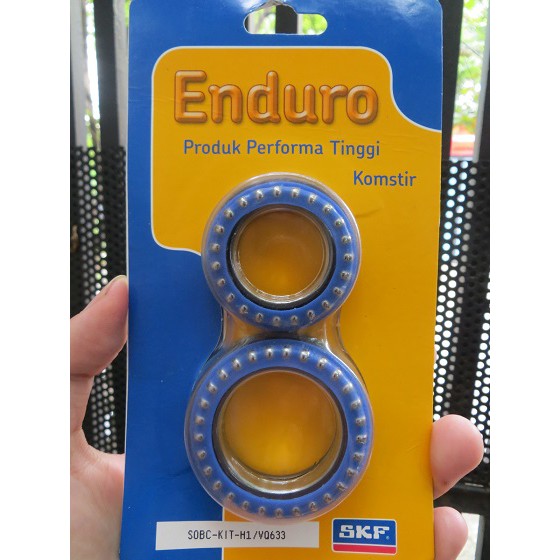 Enduro
Produk Performa Tinggi
Komstir
SOBC-KIT-H1/VQ633
SKF